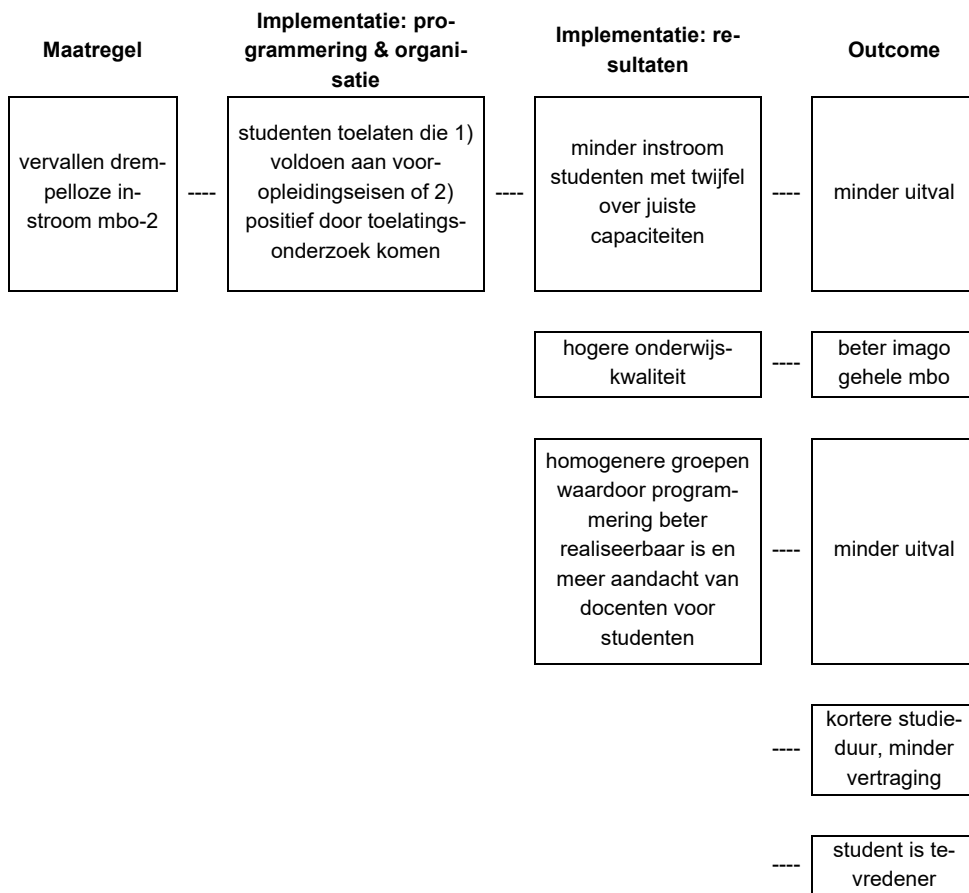 Maatregel
Implementatie: pro-
grammering & organi-
satie
Implementatie: re-
sultaten
Outcome
vervallen drem-
pelloze in-
stroom mbo-2
----
studenten toelaten die 1)
voldoen aan voor-
opleidingseisen of 2)
positief door toelatings-
onderzoek komen
----
minder instroom
studenten met twijfel
over juiste
capaciteiten
----
minder uitval
hogere onderwijs-
kwaliteit
----
beter imago
gehele mbo
homogenere groepen
waardoor program-
mering beter
realiseerbaar is en
meer aandacht van
docenten voor
studenten
----
minder uitval
----
kortere studie-
duur, minder
vertraging
----
student is te-
vredener